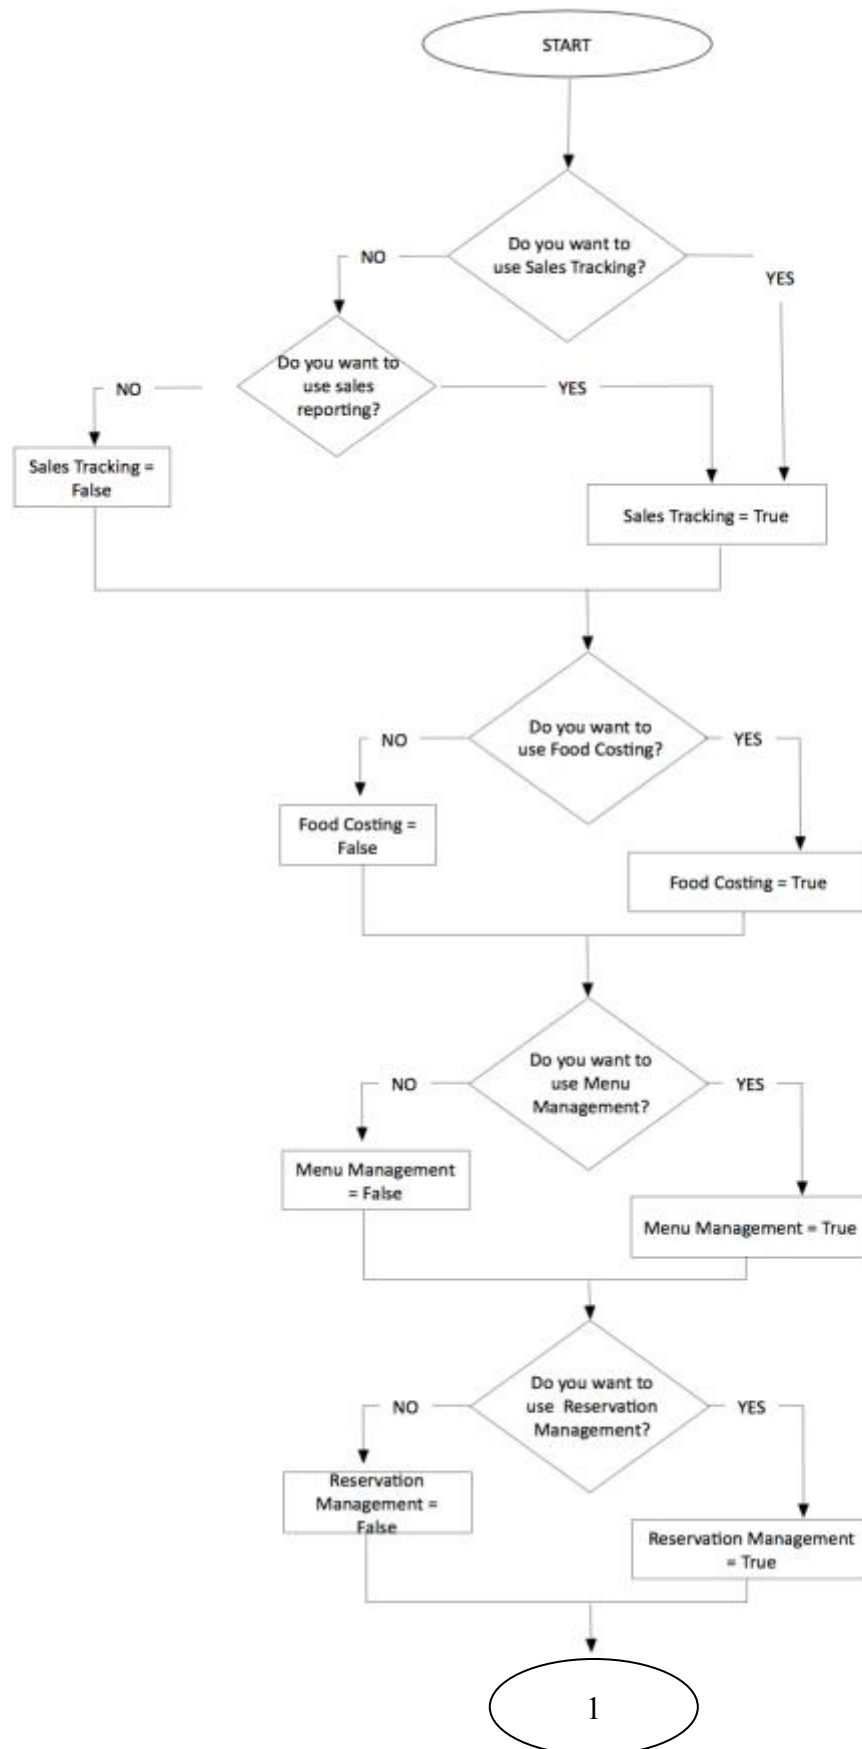 START
Do you want to
use Sales Tracking?
NO
YES
Do you want to
use sales
reporting?
NO
YES
Sales Tracking =
False
Sales Tracking = True
Do you want to
use Food Costing?
NO
YES
Food Costing =
False
Food Costing = True
Do you want to
use Menu
Management?
NO
YES
Menu Management
= False
Menu Management = True
Do you want to
use Reservation
Management?
NO
YES
Reservation
Management =
False
Reservation Management
= True
1